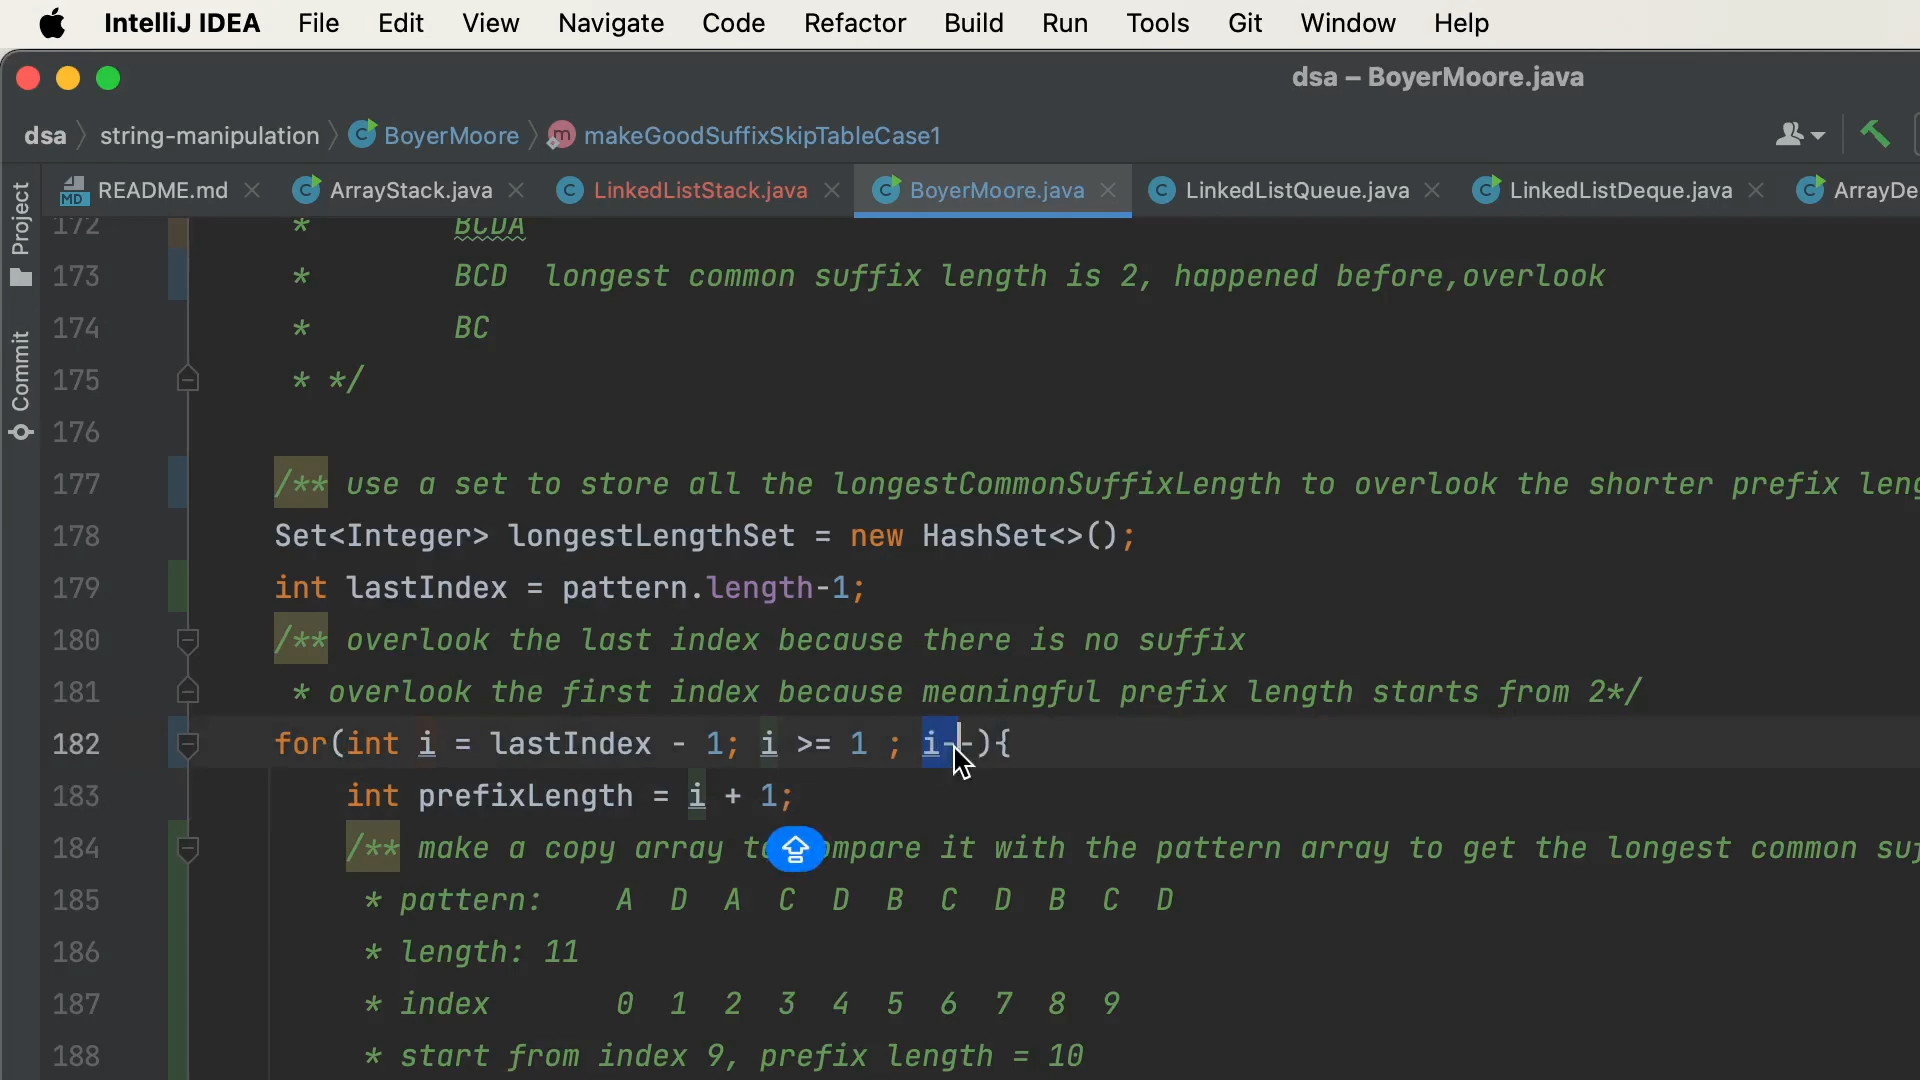 IntelliJ IDEA File Edit View Navigate Code Refactor Build Run Tools Git Window Help
dsa – BoyerMoore.java
dsa string-manipulation BoyerMoore makeGoodSuffixSkipTableCase1
README.md ArrayStack.java LinkedListStack.java BoyerMoore.java LinkedListQueue.java LinkedListDeque.java ArrayDe
Project
Commit
172 * BCDA
173 * BCD longest common suffix length is 2, happened before,overlook
174 * BC
175 * */
176
177 /** use a set to store all the longestCommonSuffixLength to overlook the shorter prefix leng
178 Set<Integer> longestLengthSet = new HashSet<>();
179 int lastIndex = pattern.length-1;
180 /** overlook the last index because there is no suffix
181 * overlook the first index because meaningful prefix length starts from 2*/
182 for(int i = lastIndex - 1; i >= 1 ; i--){
183 int prefixLength = i + 1;
184 /** make a copy array to compare it with the pattern array to get the longest common suf
185 * pattern: A D A C D B C D B C D
186 * length: 11
187 * index 0 1 2 3 4 5 6 7 8 9
188 * start from index 9, prefix length = 10